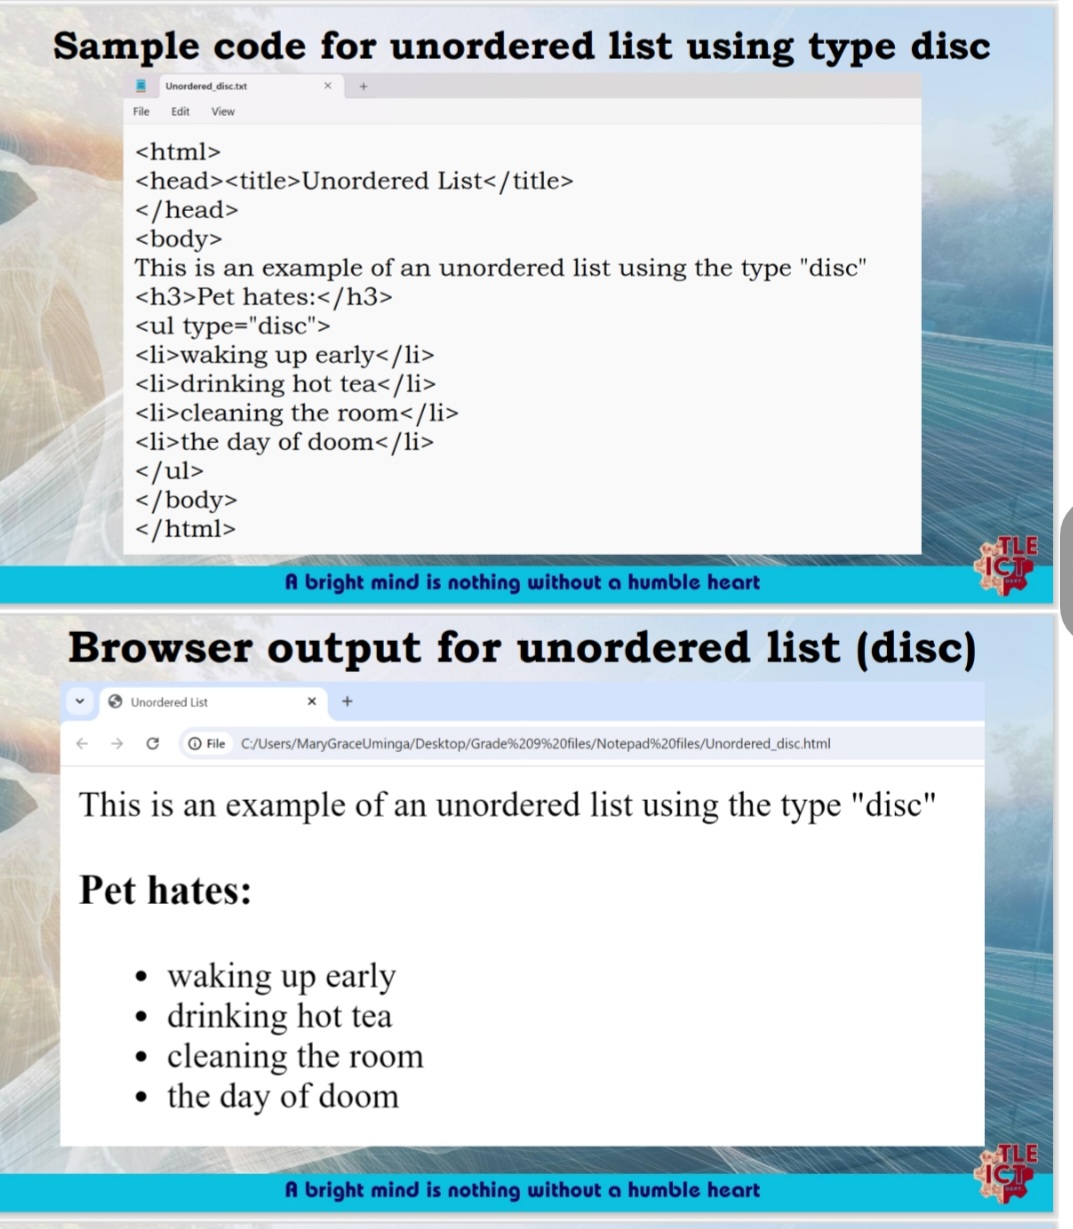 Sample code for unordered list using type disc
Unordered_disc.txt × +
File Edit View
<html>
<head><title>Unordered List</title>
</head>
<body>
This is an example of an unordered list using the type "disc"
<h3>Pet hates:</h3>
<ul type="disc">
<li>waking up early</li>
<li>drinking hot tea</li>
<li>cleaning the room</li>
<li>the day of doom</li>
</ul>
</body>
</html>
TLE
ICT
A bright mind is nothing without a humble heart
Browser output for unordered list (disc)
Unordered List × +
File C:/Users/MaryGraceUminga/Desktop/Grade%209%20files/Notepad%20files/Unordered_disc.html
This is an example of an unordered list using the type "disc"
Pet hates:
• waking up early
• drinking hot tea
• cleaning the room
• the day of doom
TLE
ICT
A bright mind is nothing without a humble heart